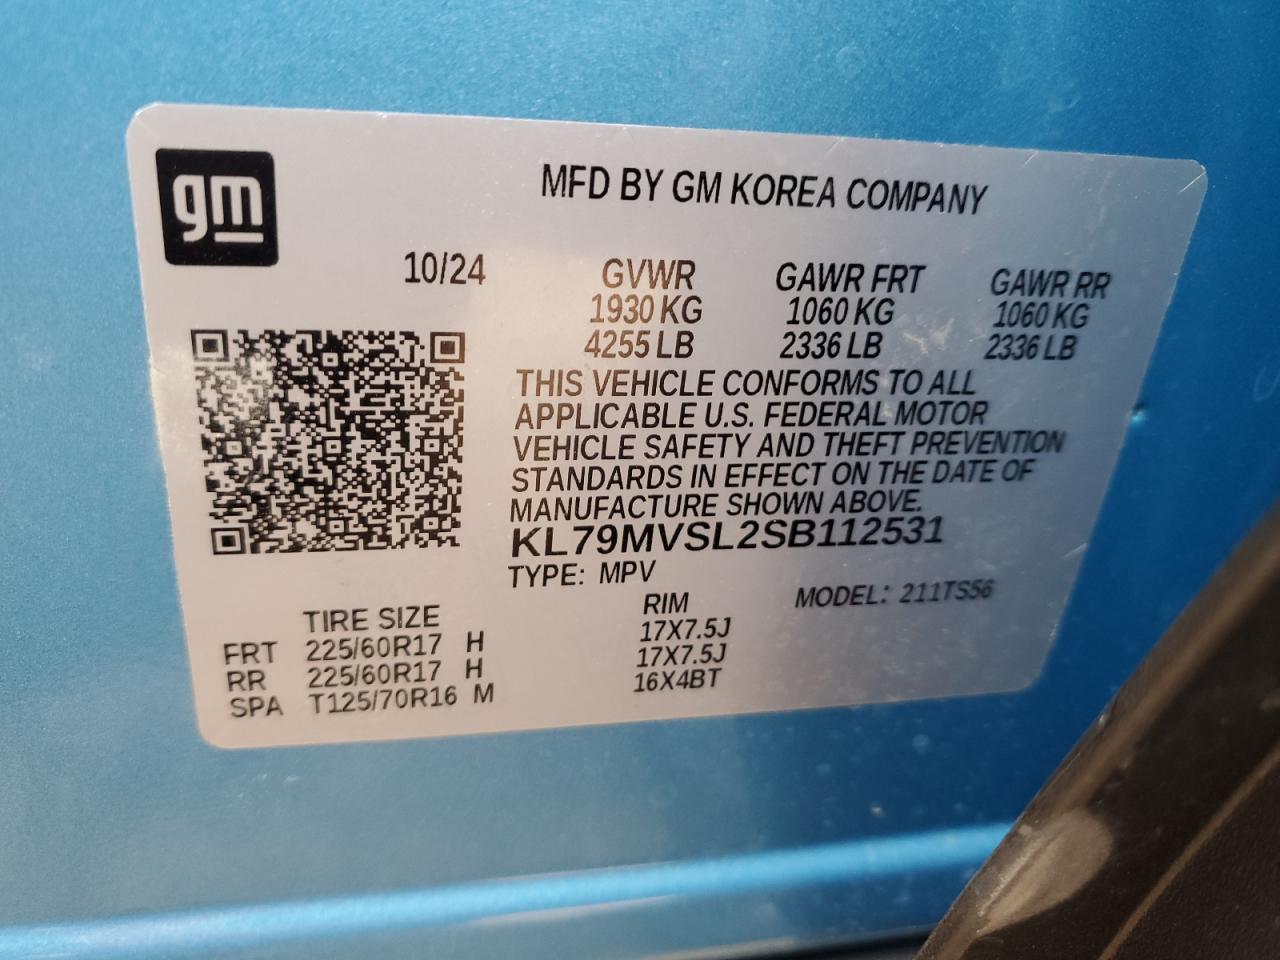 gm
MFD BY GM KOREA COMPANY
10/24 GVWR GAWR FRT GAWR RR
1930 KG 1060 KG 1060 KG
4255 LB 2336 LB 2336 LB
THIS VEHICLE CONFORMS TO ALL
APPLICABLE U.S. FEDERAL MOTOR
VEHICLE SAFETY AND THEFT PREVENTION
STANDARDS IN EFFECT ON THE DATE OF
MANUFACTURE SHOWN ABOVE.
KL79MVSL2SB112531
TYPE: MPV MODEL: 211TS56
TIRE SIZE RIM
FRT 225/60R17 H 17X7.5J
RR 225/60R17 H 17X7.5J
SPA T125/70R16 M 16X4BT